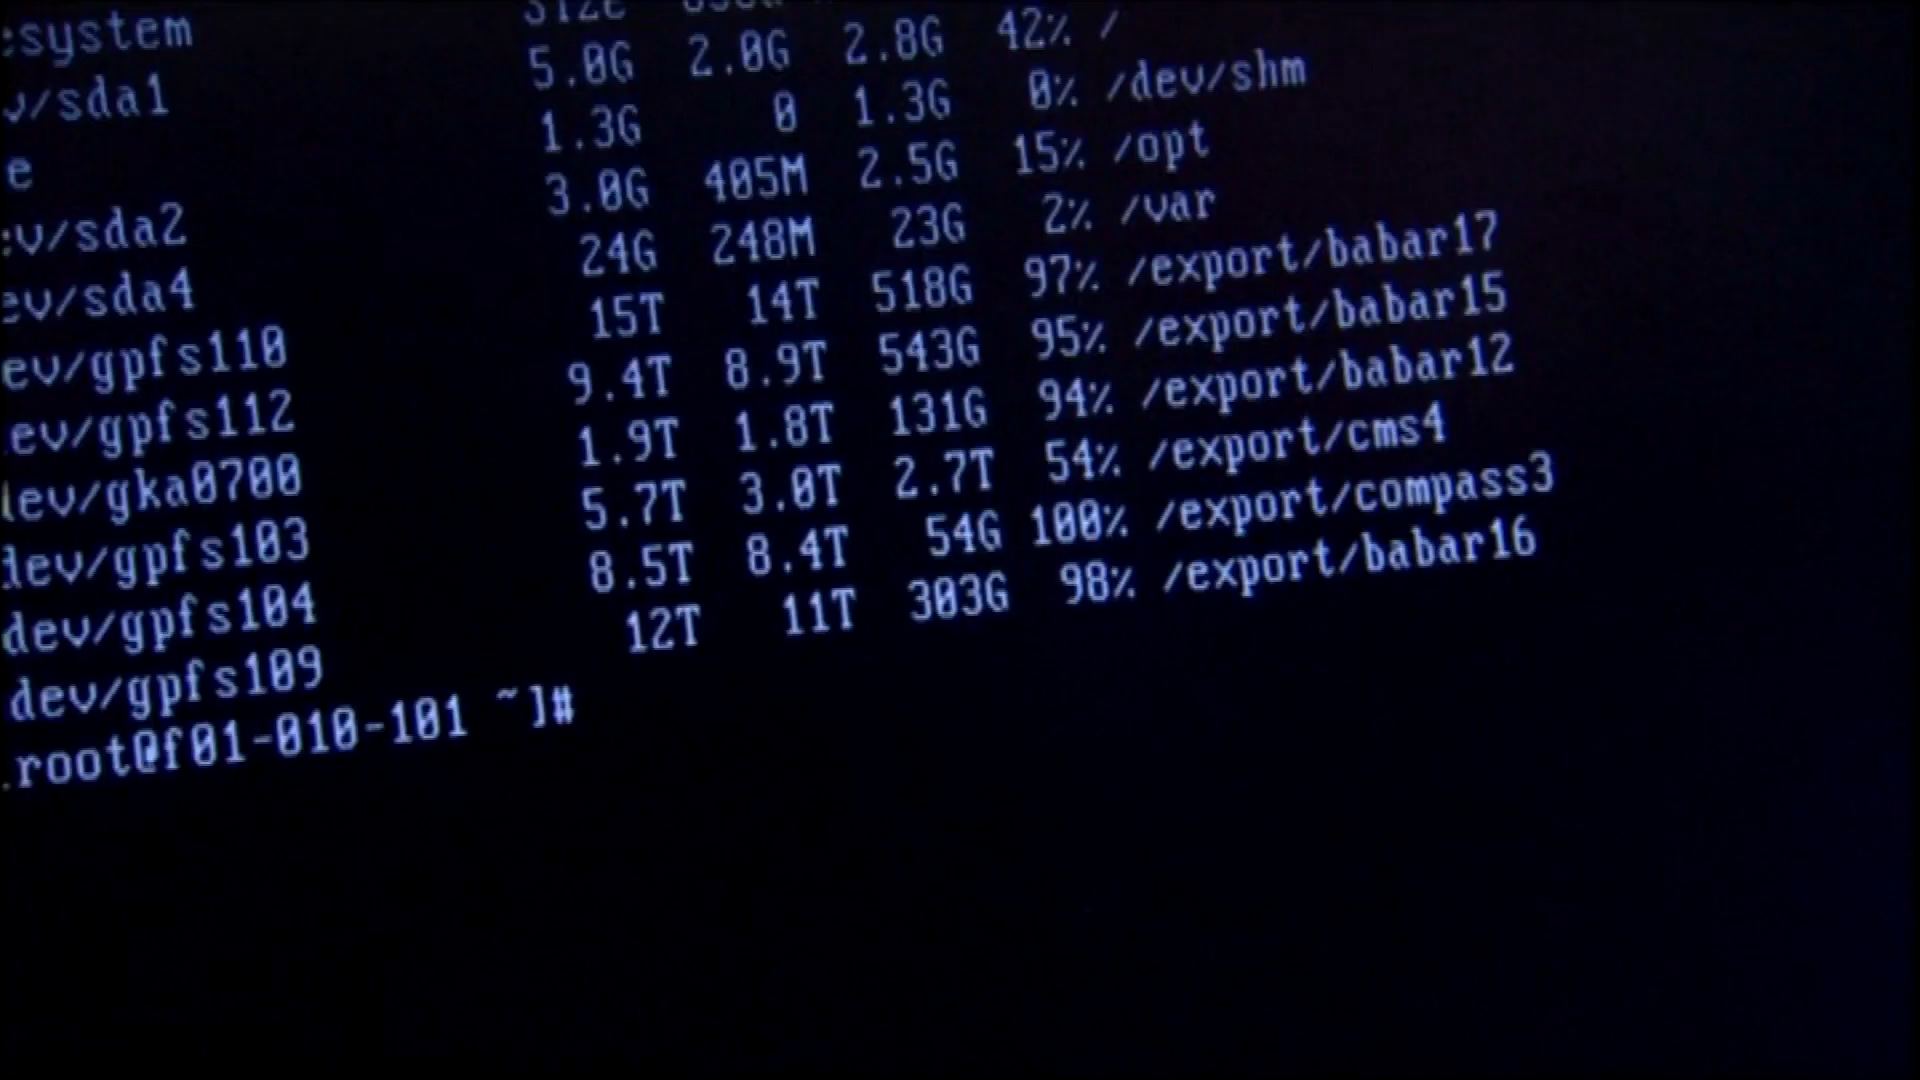 esystem Size Used
v/sda1 5.0G 2.0G 2.8G 42% /
e 1.3G 0 1.3G 0% /dev/shm
ev/sda2 3.0G 405M 2.5G 15% /opt
ev/sda4 24G 248M 23G 2% /var
ev/gpfs110 15T 14T 518G 97% /export/babar17
ev/gpfs112 9.4T 8.9T 543G 95% /export/babar15
dev/gka0700 1.9T 1.8T 131G 94% /export/babar12
dev/gpfs103 5.7T 3.0T 2.7T 54% /export/cms4
dev/gpfs104 8.5T 8.4T 54G 100% /export/compass3
dev/gpfs109 12T 11T 303G 98% /export/babar16
root@f01-010-101 ~]#